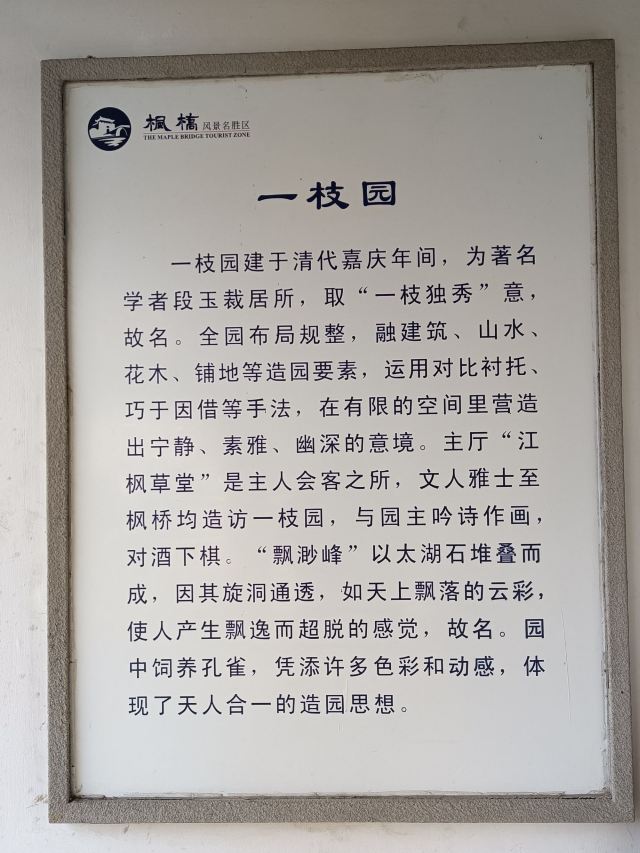 枫橋 风景名胜区
THE MAPLE BRIDGE TOURIST ZONE
一枝园
一枝园建于清代嘉庆年间，为著名
学者段玉裁居所，取“一枝独秀”意，
故名。全园布局规整，融建筑、山水、
花木、铺地等造园要素，运用对比衬托、
巧于因借等手法，在有限的空间里营造
出宁静、素雅、幽深的意境。主厅“江
枫草堂”是主人会客之所，文人雅士至
枫桥均造访一枝园，与园主吟诗作画，
对酒下棋。“飘渺峰”以太湖石堆叠而
成，因其旋洞通透，如天上飘落的云彩，
使人产生飘逸而超脱的感觉，故名。园
中饲养孔雀，凭添许多色彩和动感，体
现了天人合一的造园思想。